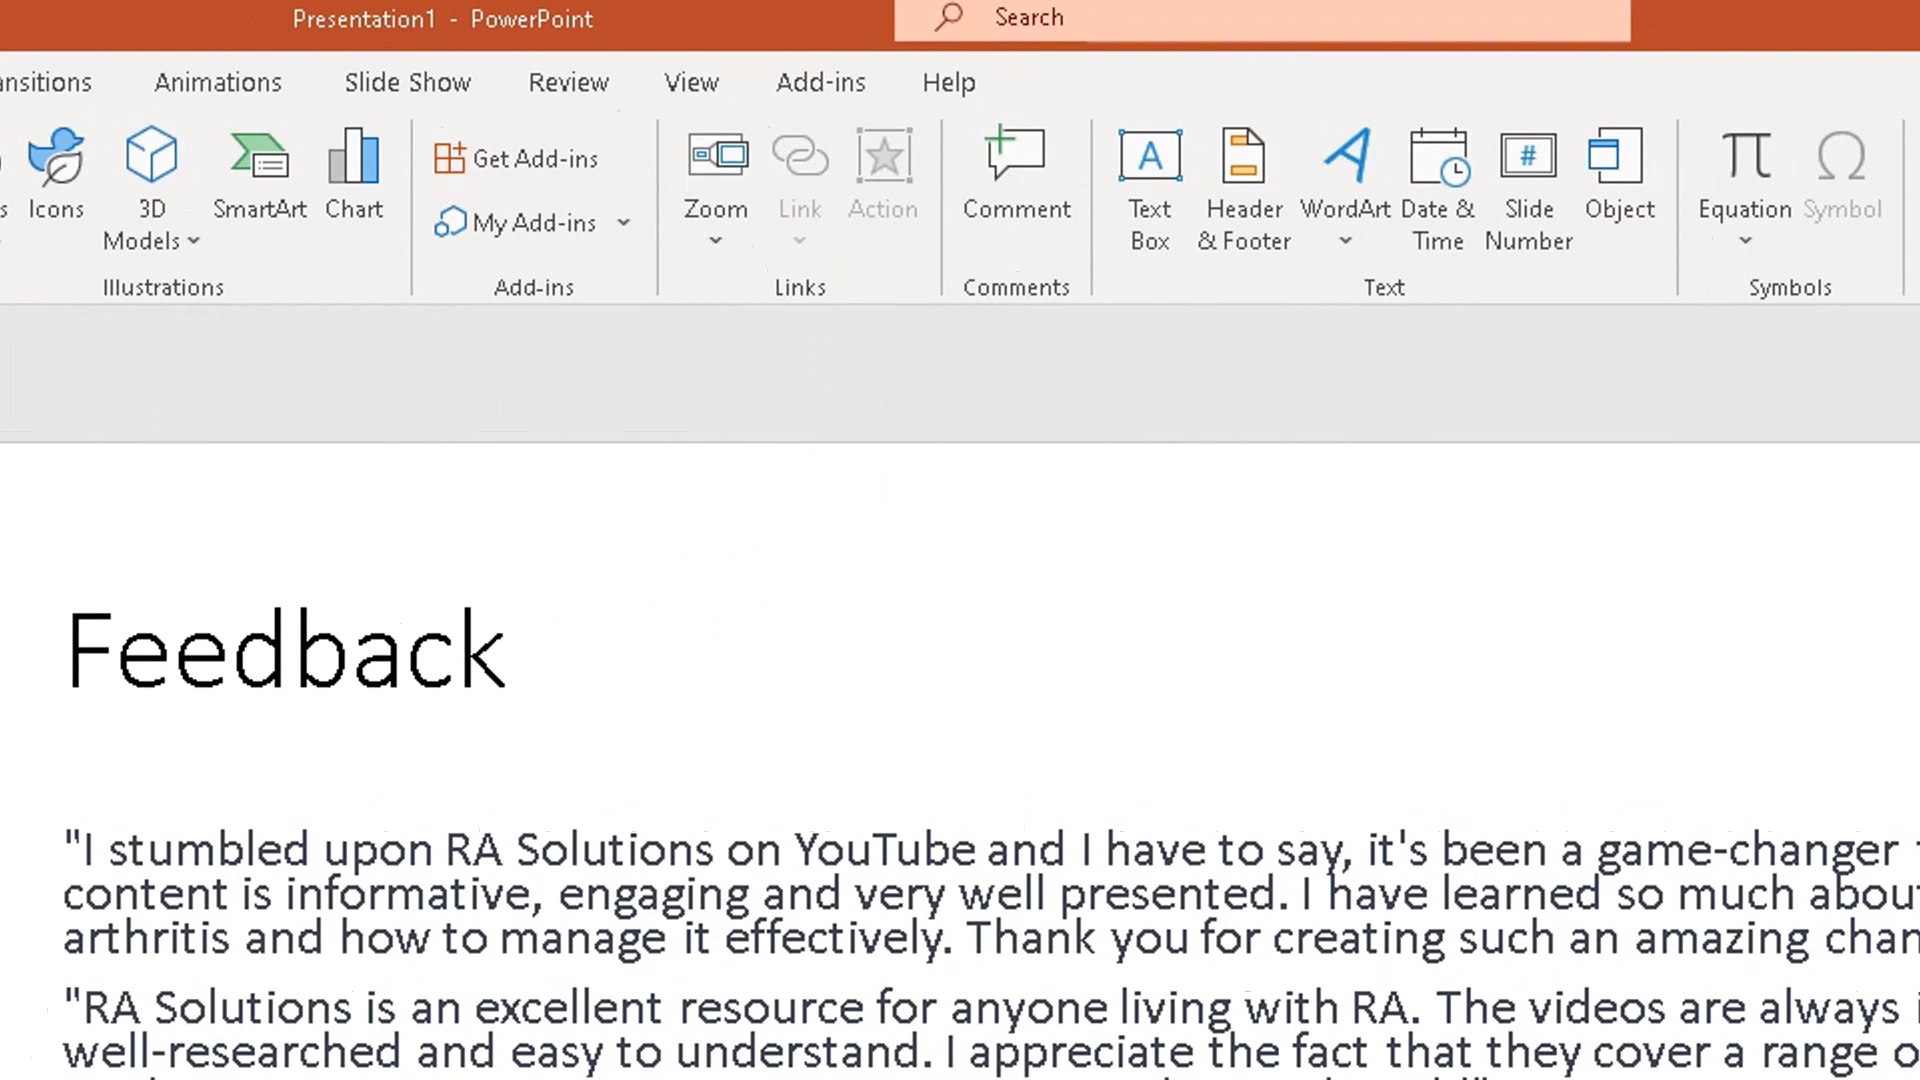 Presentation1 - PowerPoint
Search
Animations Slide Show Review View Add-ins Help
Icons
3D
Models
SmartArt
Chart
Illustrations
Get Add-ins
My Add-ins
Add-ins
Zoom
Link
Action
Links
Comment
Comments
Text
Box
Header
& Footer
WordArt
Date &
Time
Slide
Number
Object
Text
Equation
Symbol
Symbols
Feedback
"I stumbled upon RA Solutions on YouTube and I have to say, it's been a game-changer
content is informative, engaging and very well presented. I have learned so much about
arthritis and how to manage it effectively. Thank you for creating such an amazing
"RA Solutions is an excellent resource for anyone living with RA. The videos are always
well-researched and easy to understand. I appreciate the fact that they cover a range